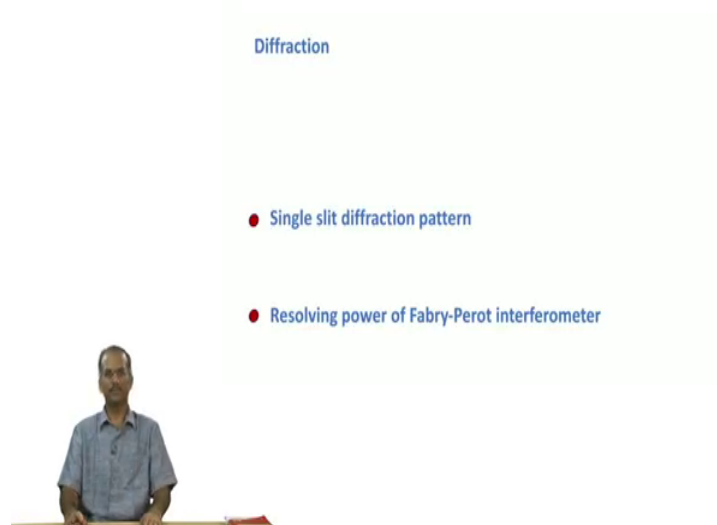 Diffraction
Single slit diffraction pattern
Resolving power of Fabry-Perot interferometer